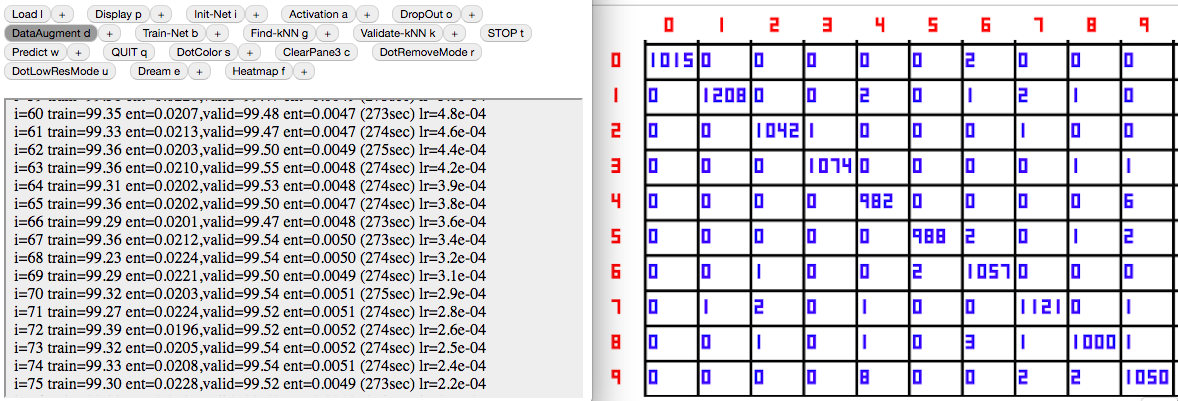 Load l + Display p + Init-Net i + Activation a + DropOut o +
DataAugment d + Train-Net b + Find-kNN g + Validate-kNN k + STOP t
Predict w + QUIT q DotColor s + ClearPane3 c DotRemoveMode r
DotLowResMode u Dream e + Heatmap f +
i=60 train=99.35 ent=0.0207,valid=99.48 ent=0.0047 (273sec) lr=4.8e-04
i=61 train=99.33 ent=0.0213,valid=99.47 ent=0.0047 (274sec) lr=4.6e-04
i=62 train=99.36 ent=0.0203,valid=99.50 ent=0.0049 (275sec) lr=4.4e-04
i=63 train=99.36 ent=0.0210,valid=99.55 ent=0.0048 (274sec) lr=4.2e-04
i=64 train=99.31 ent=0.0202,valid=99.53 ent=0.0048 (274sec) lr=3.9e-04
i=65 train=99.36 ent=0.0202,valid=99.50 ent=0.0047 (274sec) lr=3.8e-04
i=66 train=99.29 ent=0.0201,valid=99.47 ent=0.0048 (273sec) lr=3.6e-04
i=67 train=99.36 ent=0.0212,valid=99.54 ent=0.0050 (273sec) lr=3.4e-04
i=68 train=99.23 ent=0.0224,valid=99.54 ent=0.0050 (274sec) lr=3.2e-04
i=69 train=99.29 ent=0.0221,valid=99.50 ent=0.0049 (274sec) lr=3.1e-04
i=70 train=99.32 ent=0.0203,valid=99.54 ent=0.0051 (275sec) lr=2.9e-04
i=71 train=99.27 ent=0.0224,valid=99.52 ent=0.0051 (274sec) lr=2.8e-04
i=72 train=99.39 ent=0.0196,valid=99.52 ent=0.0052 (274sec) lr=2.6e-04
i=73 train=99.32 ent=0.0205,valid=99.54 ent=0.0052 (274sec) lr=2.5e-04
i=74 train=99.33 ent=0.0208,valid=99.54 ent=0.0051 (274sec) lr=2.4e-04
i=75 train=99.30 ent=0.0228,valid=99.52 ent=0.0049 (273sec) lr=2.2e-04
0 1 2 3 4 5 6 7 8 9
0 1015 0 0 0 0 0 2 0 0 0
1 0 1208 0 0 2 0 1 2 1 0
2 0 0 1042 1 0 0 0 1 0 0
3 0 0 0 1074 0 0 0 0 1 1
4 0 0 0 0 982 0 0 0 0 6
5 0 0 0 0 0 988 2 0 1 2
6 0 0 1 0 0 2 1057 0 0 0
7 0 1 2 0 1 0 0 1121 0 1
8 0 0 1 0 1 0 3 1 1000 1
9 0 0 0 0 8 0 0 2 2 1050